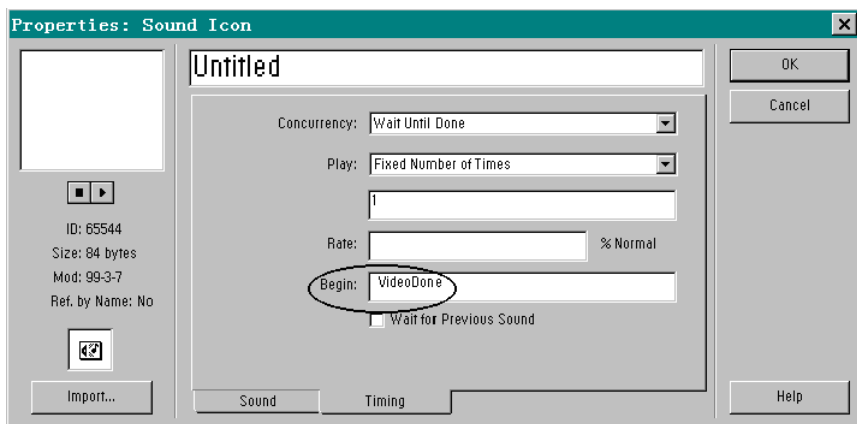 Properties: Sound Icon
Untitled
OK
Cancel
Concurrency: Wait Until Done
Play: Fixed Number of Times
1
Rate: % Normal
Begin: VideoDone
Wait for Previous Sound
ID: 65544
Size: 84 bytes
Mod: 99-3-7
Ref. by Name: No
Import...
Sound
Timing
Help